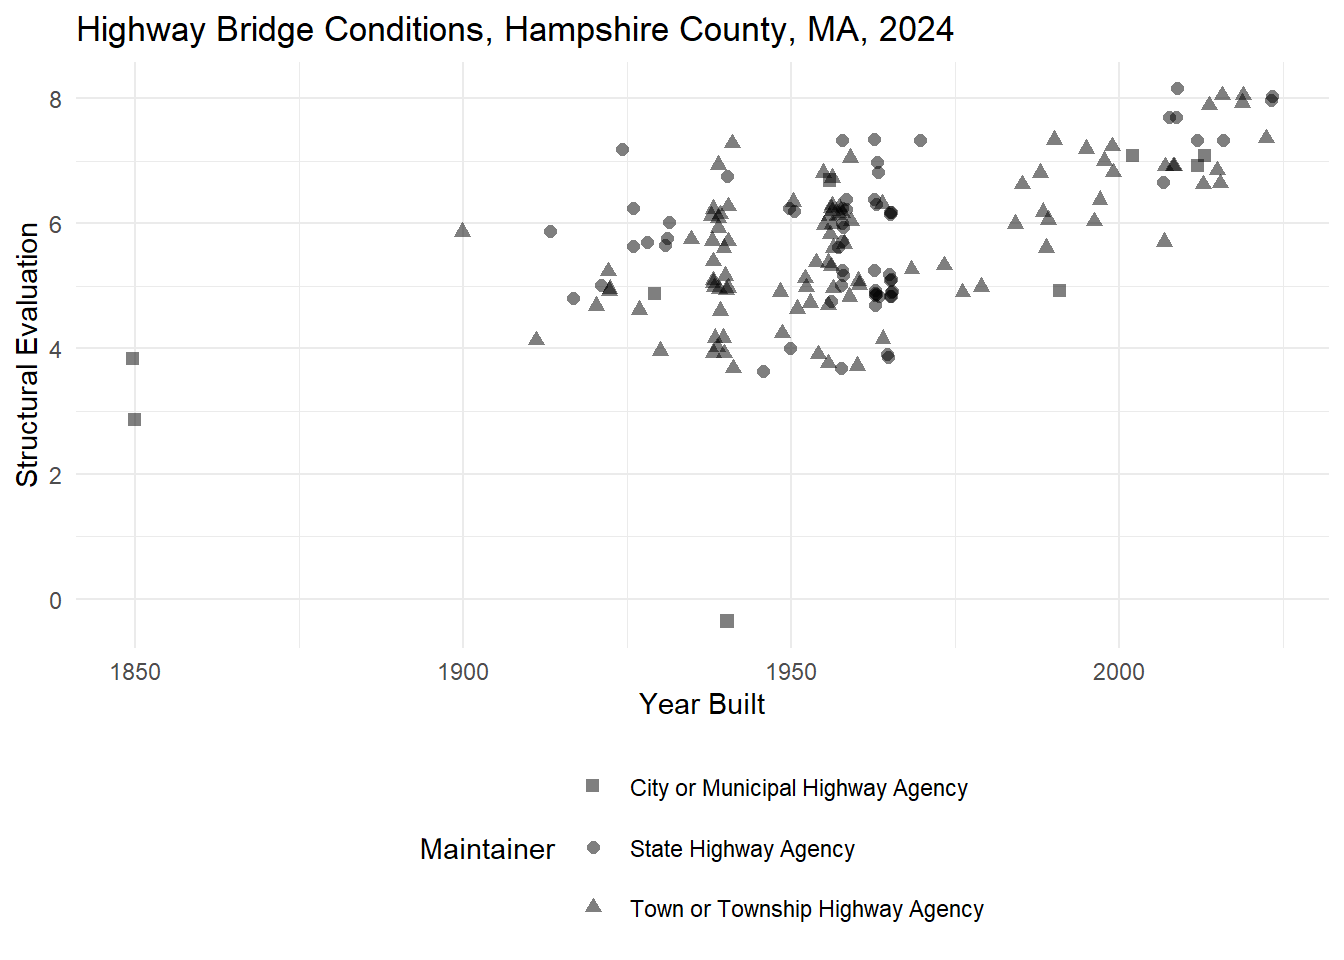 Highway Bridge Conditions, Hampshire County, MA, 2024
Structural Evaluation
8
6
4
2
0
1850 1900 1950 2000
Year Built
Maintainer
City or Municipal Highway Agency
State Highway Agency
Town or Township Highway Agency